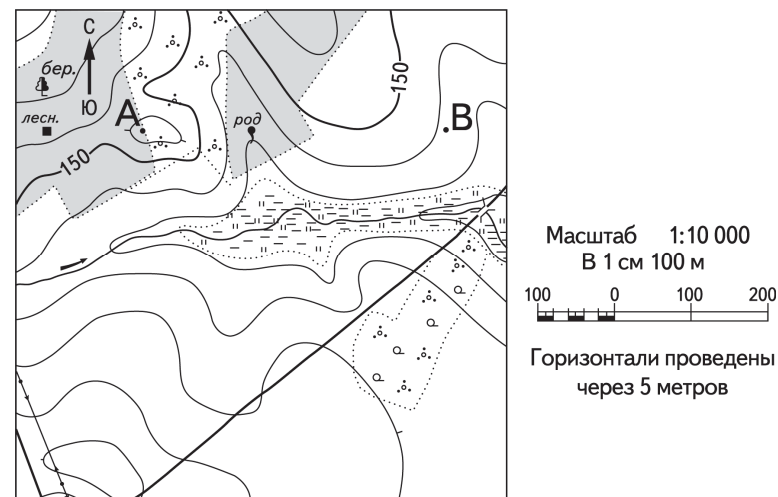 С
Ю
бер.
лесн.
А
род
В
150
150
Масштаб 1:10 000
В 1 см 100 м
100 0 100 200
Горизонтали проведены
через 5 метров